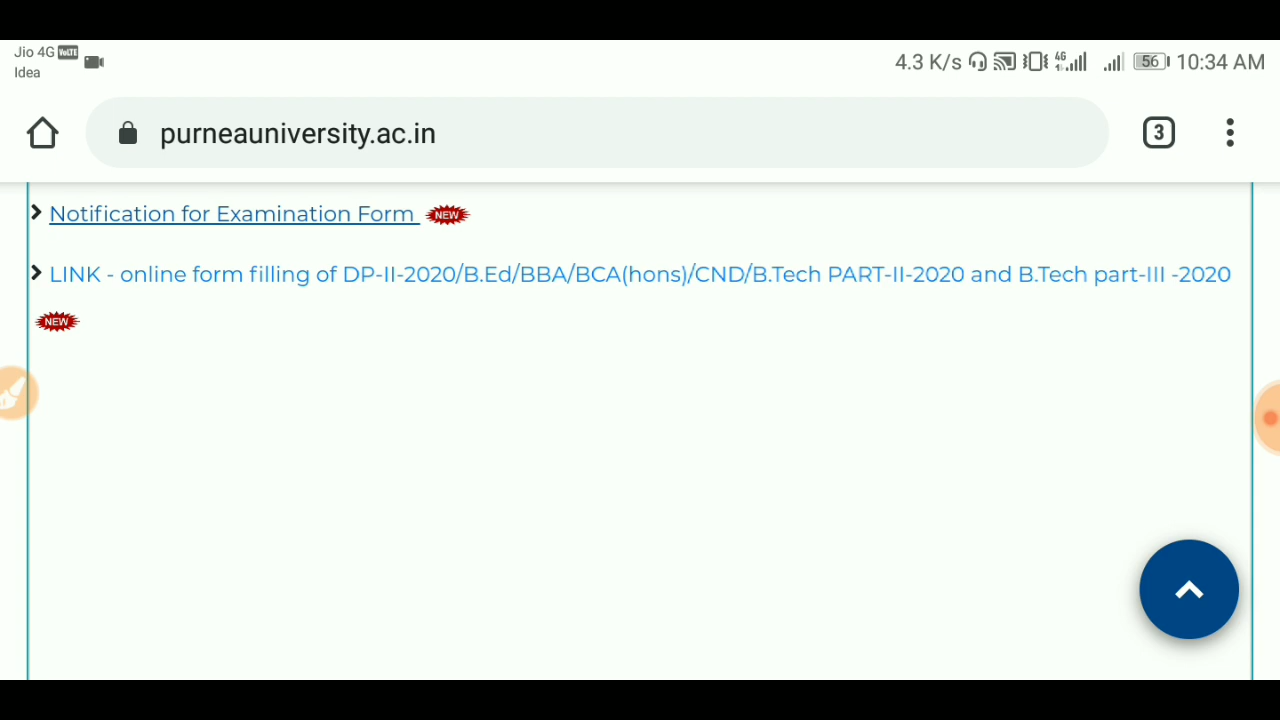 Jio 4G VoLTE
Idea
4.3 K/s 4G 56 10:34 AM
purneauniversity.ac.in
3
Notification for Examination Form NEW
LINK - online form filling of DP-II-2020/B.Ed/BBA/BCA(hons)/CND/B.Tech PART-II-2020 and B.Tech part-III -2020
NEW